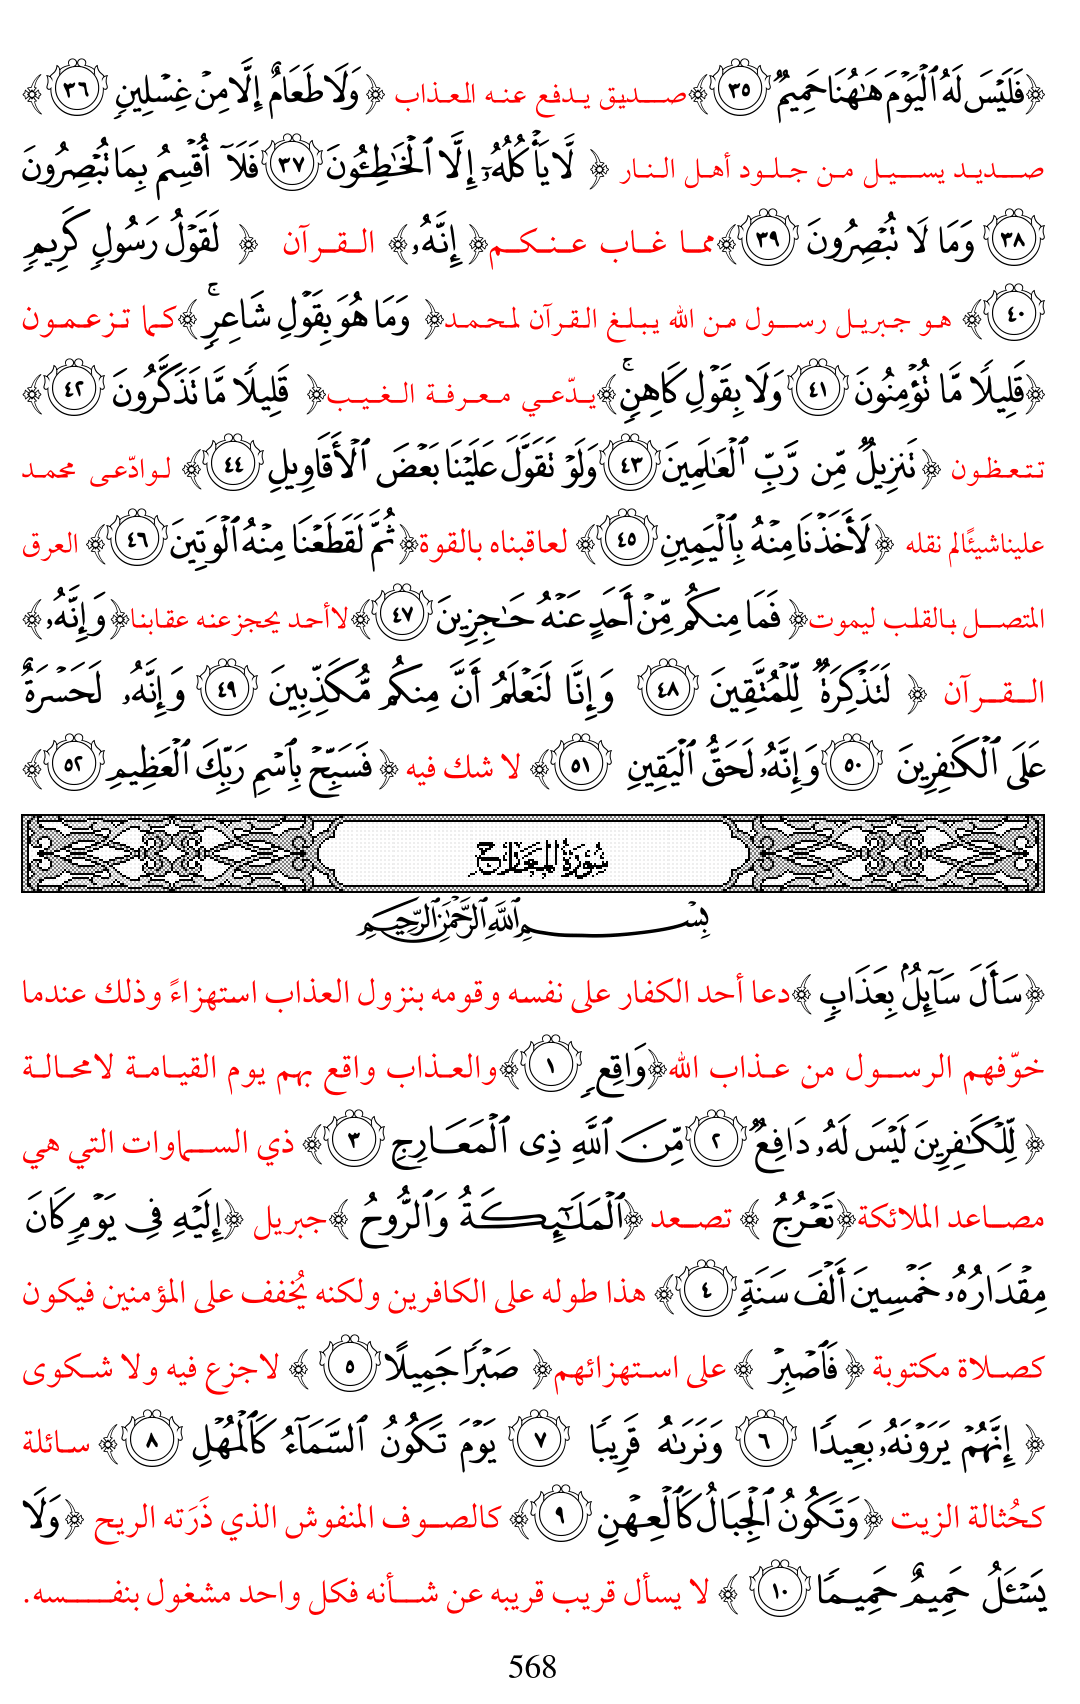 ﴿فَلَيْسَ لَهُ ٱلْيَوْمَ هَٰهُنَا حَمِيمٌ ٣٥﴾ صديق يدفع عنه العذاب ﴿وَلَا طَعَامٌ إِلَّا مِنْ غِسْلِينٍ ٣٦﴾
صديد يسيل من جلود أهل النار ﴿لَّا يَأْكُلُهُۥٓ إِلَّا ٱلْخَٰطِـُٔونَ ٣٧ فَلَآ أُقْسِمُ بِمَا تُبْصِرُونَ
٣٨ وَمَا لَا تُبْصِرُونَ ٣٩﴾ مما غاب عنكم ﴿إِنَّهُۥ﴾ القرآن ﴿لَقَوْلُ رَسُولٍ كَرِيمٍ
٤٠﴾ هو جبريل رسول من الله يبلغ القرآن لمحمد ﴿وَمَا هُوَ بِقَوْلِ شَاعِرٍ ۚ﴾ كما تزعمون
﴿قَلِيلًا مَّا تُؤْمِنُونَ ٤١ وَلَا بِقَوْلِ كَاهِنٍ ۚ﴾ يدّعي معرفة الغيب ﴿قَلِيلًا مَّا تَذَكَّرُونَ ٤٢﴾
تتعظون ﴿تَنزِيلٌ مِّن رَّبِّ ٱلْعَٰلَمِينَ ٤٣ وَلَوْ تَقَوَّلَ عَلَيْنَا بَعْضَ ٱلْأَقَاوِيلِ ٤٤﴾ لو ادّعى محمد
علينا شيئًا لم نقله ﴿لَأَخَذْنَا مِنْهُ بِٱلْيَمِينِ ٤٥﴾ لعاقبناه بالقوة ﴿ثُمَّ لَقَطَعْنَا مِنْهُ ٱلْوَتِينَ ٤٦﴾ العرق
المتصل بالقلب ليموت ﴿فَمَا مِنكُم مِّنْ أَحَدٍ عَنْهُ حَٰجِزِينَ ٤٧﴾ لا أحد يحجز عنه عقابنا ﴿وَإِنَّهُۥ﴾
القرآن ﴿لَتَذْكِرَةٌ لِّلْمُتَّقِينَ ٤٨ وَإِنَّا لَنَعْلَمُ أَنَّ مِنكُم مُّكَذِّبِينَ ٤٩ وَإِنَّهُۥ لَحَسْرَةٌ
عَلَى ٱلْكَٰفِرِينَ ٥٠ وَإِنَّهُۥ لَحَقُّ ٱلْيَقِينِ ٥١﴾ لا شك فيه ﴿فَسَبِّحْ بِٱسْمِ رَبِّكَ ٱلْعَظِيمِ ٥٢﴾
سُورَةُ المَعَارِجِ
بِسْمِ ٱللَّهِ ٱلرَّحْمَٰنِ ٱلرَّحِيمِ
﴿سَأَلَ سَآئِلٌۢ بِعَذَابٍ﴾ دعا أحد الكفار على نفسه وقومه بنزول العذاب استهزاءً وذلك عندما
خوّفهم الرسول من عذاب الله ﴿وَاقِعٍ ١﴾ والعذاب واقع بهم يوم القيامة لا محالة
﴿لِّلْكَٰفِرِينَ لَيْسَ لَهُۥ دَافِعٌ ٢ مِّنَ ٱللَّهِ ذِى ٱلْمَعَارِجِ ٣﴾ ذي السماوات التي هي
مصاعد الملائكة ﴿تَعْرُجُ﴾ تصعد ﴿ٱلْمَلَٰٓئِكَةُ وَٱلرُّوحُ﴾ جبريل ﴿إِلَيْهِ فِى يَوْمٍ كَانَ
مِقْدَارُهُۥ خَمْسِينَ أَلْفَ سَنَةٍ ٤﴾ هذا طوله على الكافرين ولكنه يُخفف على المؤمنين فيكون
كصلاة مكتوبة ﴿فَٱصْبِرْ﴾ على استهزائهم ﴿صَبْرًا جَمِيلًا ٥﴾ لا جزع فيه ولا شكوى
﴿إِنَّهُمْ يَرَوْنَهُۥ بَعِيدًا ٦ وَنَرَىٰهُ قَرِيبًا ٧ يَوْمَ تَكُونُ ٱلسَّمَآءُ كَٱلْمُهْلِ ٨﴾ سائلة
كحُثالة الزيت ﴿وَتَكُونُ ٱلْجِبَالُ كَٱلْعِهْنِ ٩﴾ كالصوف المنفوش الذي ذَرَته الريح ﴿وَلَا
يَسْـَٔلُ حَمِيمٌ حَمِيمًا ١٠﴾ لا يسأل قريب قريبه عن شأنه فكل واحد مشغول بنفسه.
568